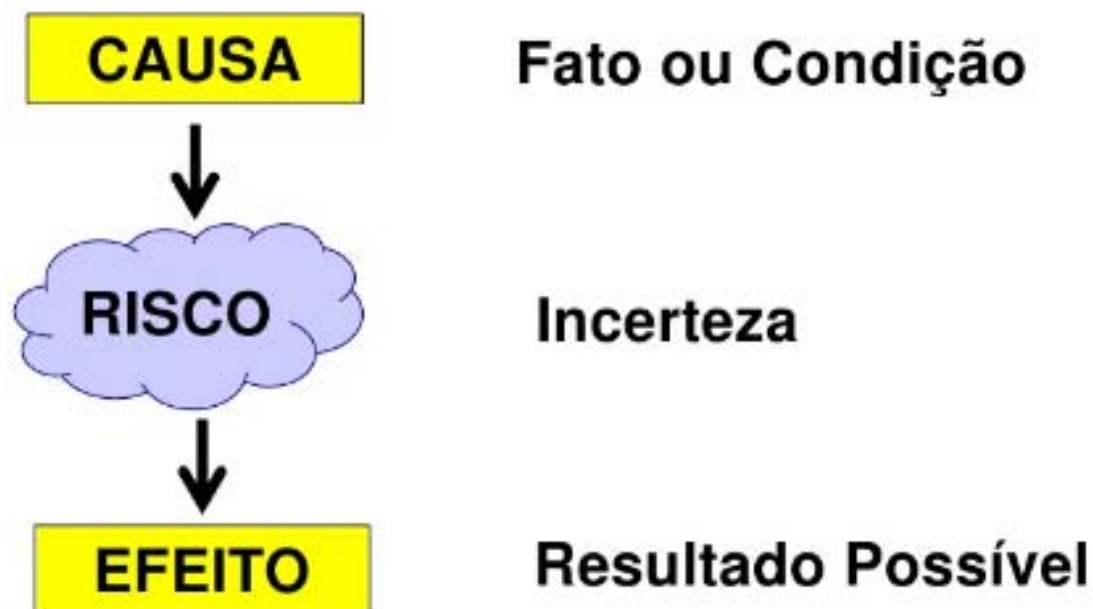 CAUSA
Fato ou Condição
RISCO
Incerteza
EFEITO
Resultado Possível